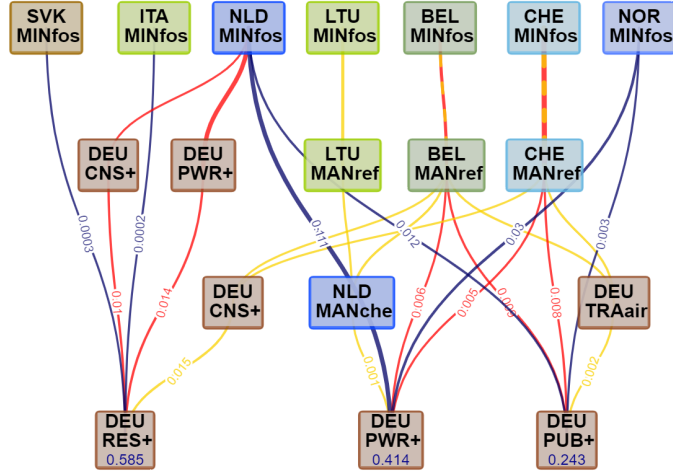 SVK
MINfos
ITA
MINfos
NLD
MINfos
LTU
MINfos
BEL
MINfos
CHE
MINfos
NOR
MINfos
DEU
CNS+
DEU
PWR+
LTU
MANref
BEL
MANref
CHE
MANref
0.0003
0.0002
0.111
0.012
0.03
0.003
0.01
0.014
DEU
CNS+
NLD
MANche
0.006
0.005
0.009
0.008
DEU
TRAair
0.015
0.001
0.002
DEU
RES+
0.585
DEU
PWR+
0.414
DEU
PUB+
0.243